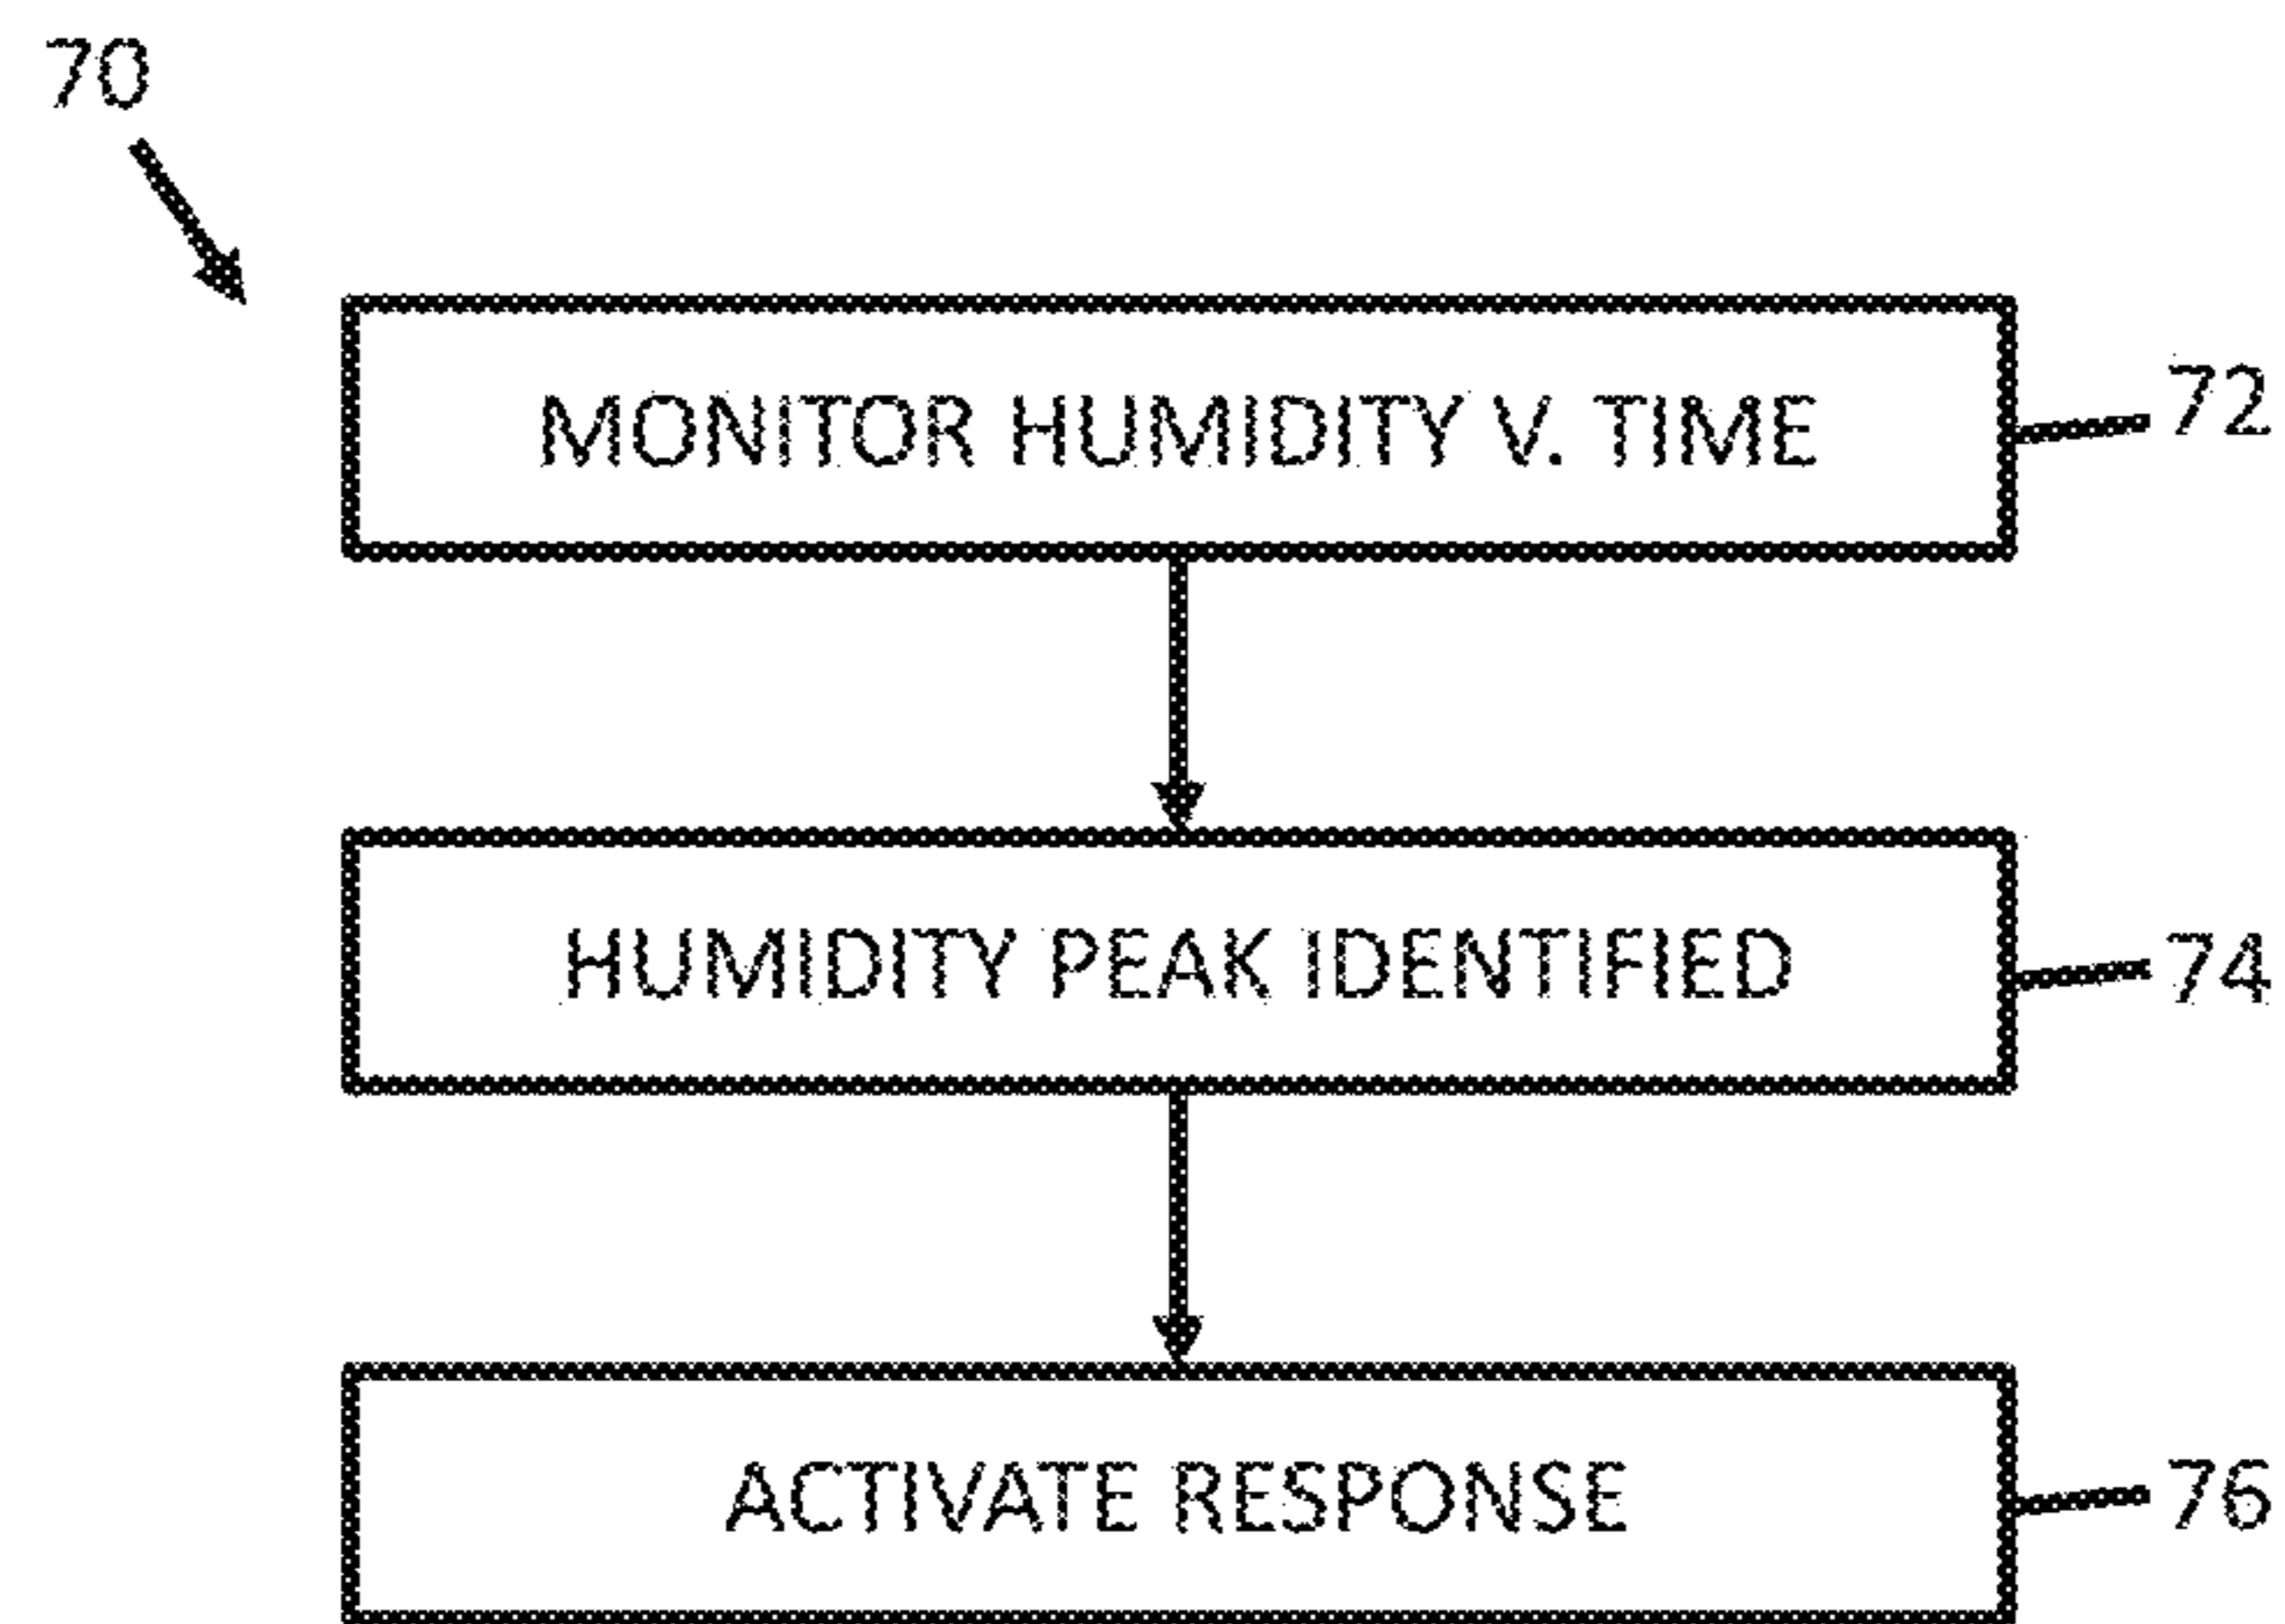 70
MONITOR HUMIDITY V. TIME
72
HUMIDITY PEAK IDENTIFIED
74
ACTIVATE RESPONSE
76